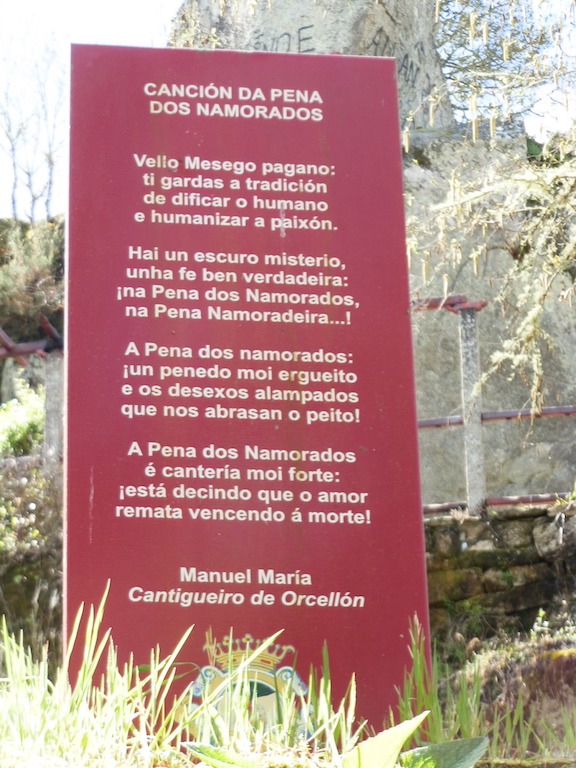 CANCIÓN DA PENA
DOS NAMORADOS
Vello Mesego pagano:
ti gardas a tradición
de dificar o humano
e humanizar a paixón.
Hai un escuro misterio,
unha fe ben verdadeira:
¡na Pena dos Namorados,
na Pena Namoradeira...!
A Pena dos namorados:
¡un penedo moi ergueito
e os desexos alampados
que nos abrasan o peito!
A Pena dos Namorados
é cantería moi forte:
¡está decindo que o amor
remata vencendo á morte!
Manuel María
Cantigueiro de Orcellón